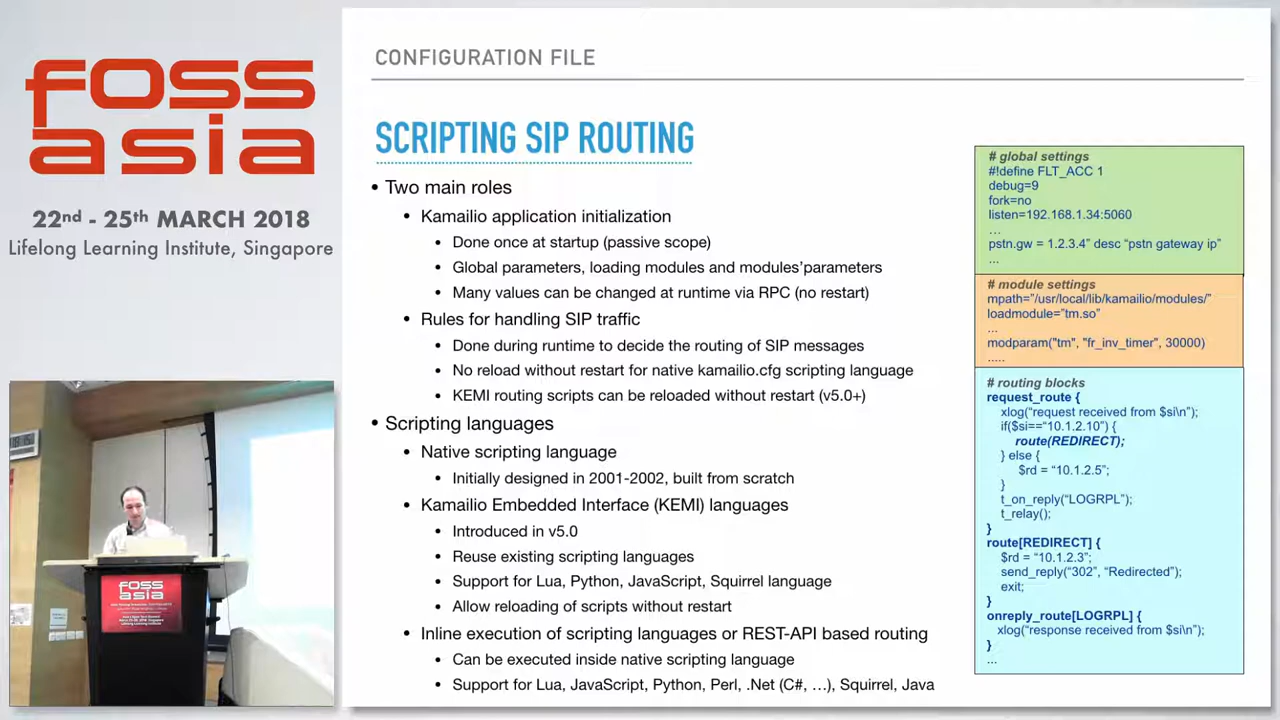 foss
asia
22nd - 25th MARCH 2018
Lifelong Learning Institute, Singapore
CONFIGURATION FILE
SCRIPTING SIP ROUTING
• Two main roles
• Kamailio application initialization
• Done once at startup (passive scope)
• Global parameters, loading modules and modules'parameters
• Many values can be changed at runtime via RPC (no restart)
• Rules for handling SIP traffic
• Done during runtime to decide the routing of SIP messages
• No reload without restart for native kamailio.cfg scripting language
• KEMI routing scripts can be reloaded without restart (v5.0+)
• Scripting languages
• Native scripting language
• Initially designed in 2001-2002, built from scratch
• Kamailio Embedded Interface (KEMI) languages
• Introduced in v5.0
• Reuse existing scripting languages
• Support for Lua, Python, JavaScript, Squirrel language
• Allow reloading of scripts without restart
• Inline execution of scripting languages or REST-API based routing
• Can be executed inside native scripting language
• Support for Lua, JavaScript, Python, Perl, .Net (C#, …), Squirrel, Java
# global settings
#!define FLT_ACC 1
debug=9
fork=no
listen=192.168.1.34:5060
…
pstn.gw = 1.2.3.4” desc “pstn gateway ip”
...
# module settings
mpath=”/usr/local/lib/kamailio/modules/”
loadmodule=”tm.so”
...
modparam("tm", "fr_inv_timer", 30000)
.....
# routing blocks
request_route {
xlog(“request received from $si\n”);
if($si==“10.1.2.10”) {
route(REDIRECT);
} else {
$rd = “10.1.2.5”;
}
t_on_reply(“LOGRPL”);
t_relay();
}
route[REDIRECT] {
$rd = “10.1.2.3”;
send_reply(“302”, “Redirected”);
exit;
}
onreply_route[LOGRPL] {
xlog(“response received from $si\n”);
}
...
foss
asia